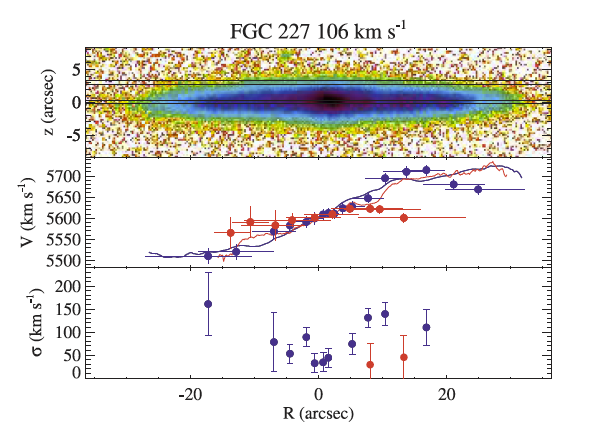 FGC 227 106 km s⁻¹
5
0
-5
z (arcsec)
5700
5650
5600
5550
5500
V (km s⁻¹)
200
150
100
50
0
σ (km s⁻¹)
-20 0 20
R (arcsec)